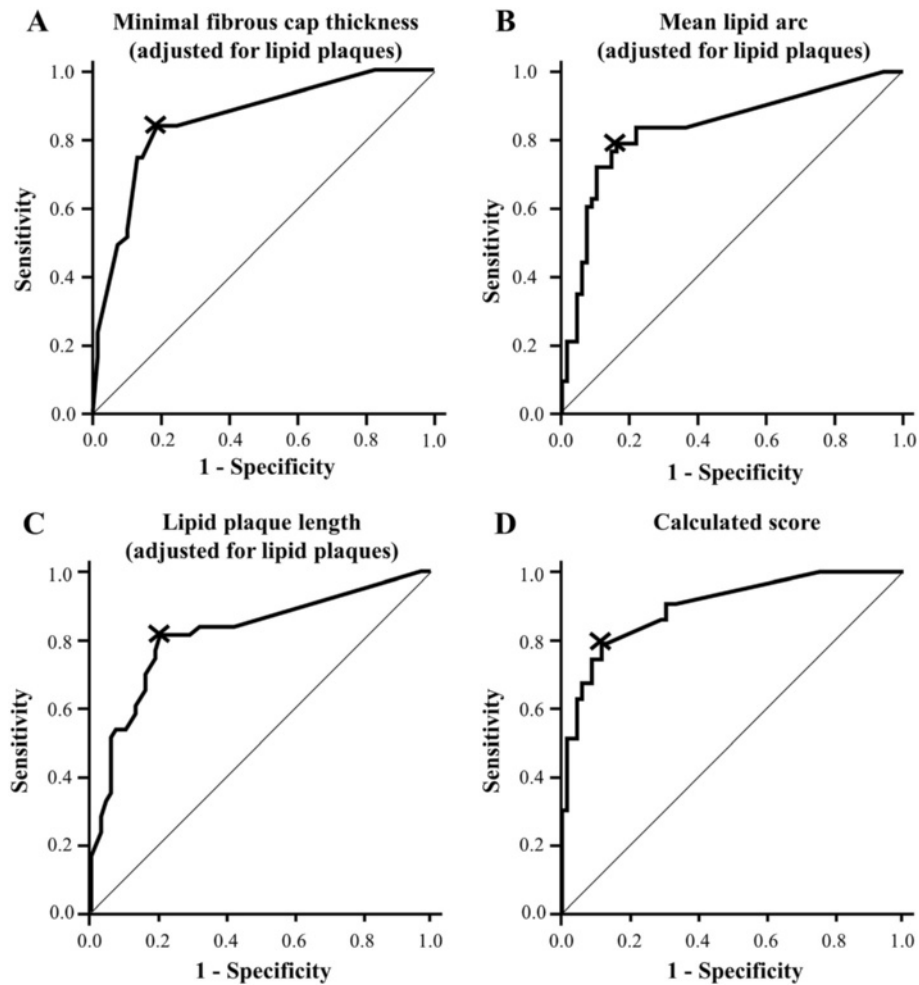 A
Minimal fibrous cap thickness
(adjusted for lipid plaques)
1.0
0.8
0.6
0.4
0.2
0.0
Sensitivity
0.0 0.2 0.4 0.6 0.8 1.0
1 - Specificity
B
Mean lipid arc
(adjusted for lipid plaques)
1.0
0.8
0.6
0.4
0.2
0.0
Sensitivity
0.0 0.2 0.4 0.6 0.8 1.0
1 - Specificity
C
Lipid plaque length
(adjusted for lipid plaques)
1.0
0.8
0.6
0.4
0.2
0.0
Sensitivity
0.0 0.2 0.4 0.6 0.8 1.0
1 - Specificity
D
Calculated score
1.0
0.8
0.6
0.4
0.2
0.0
Sensitivity
0.0 0.2 0.4 0.6 0.8 1.0
1 - Specificity